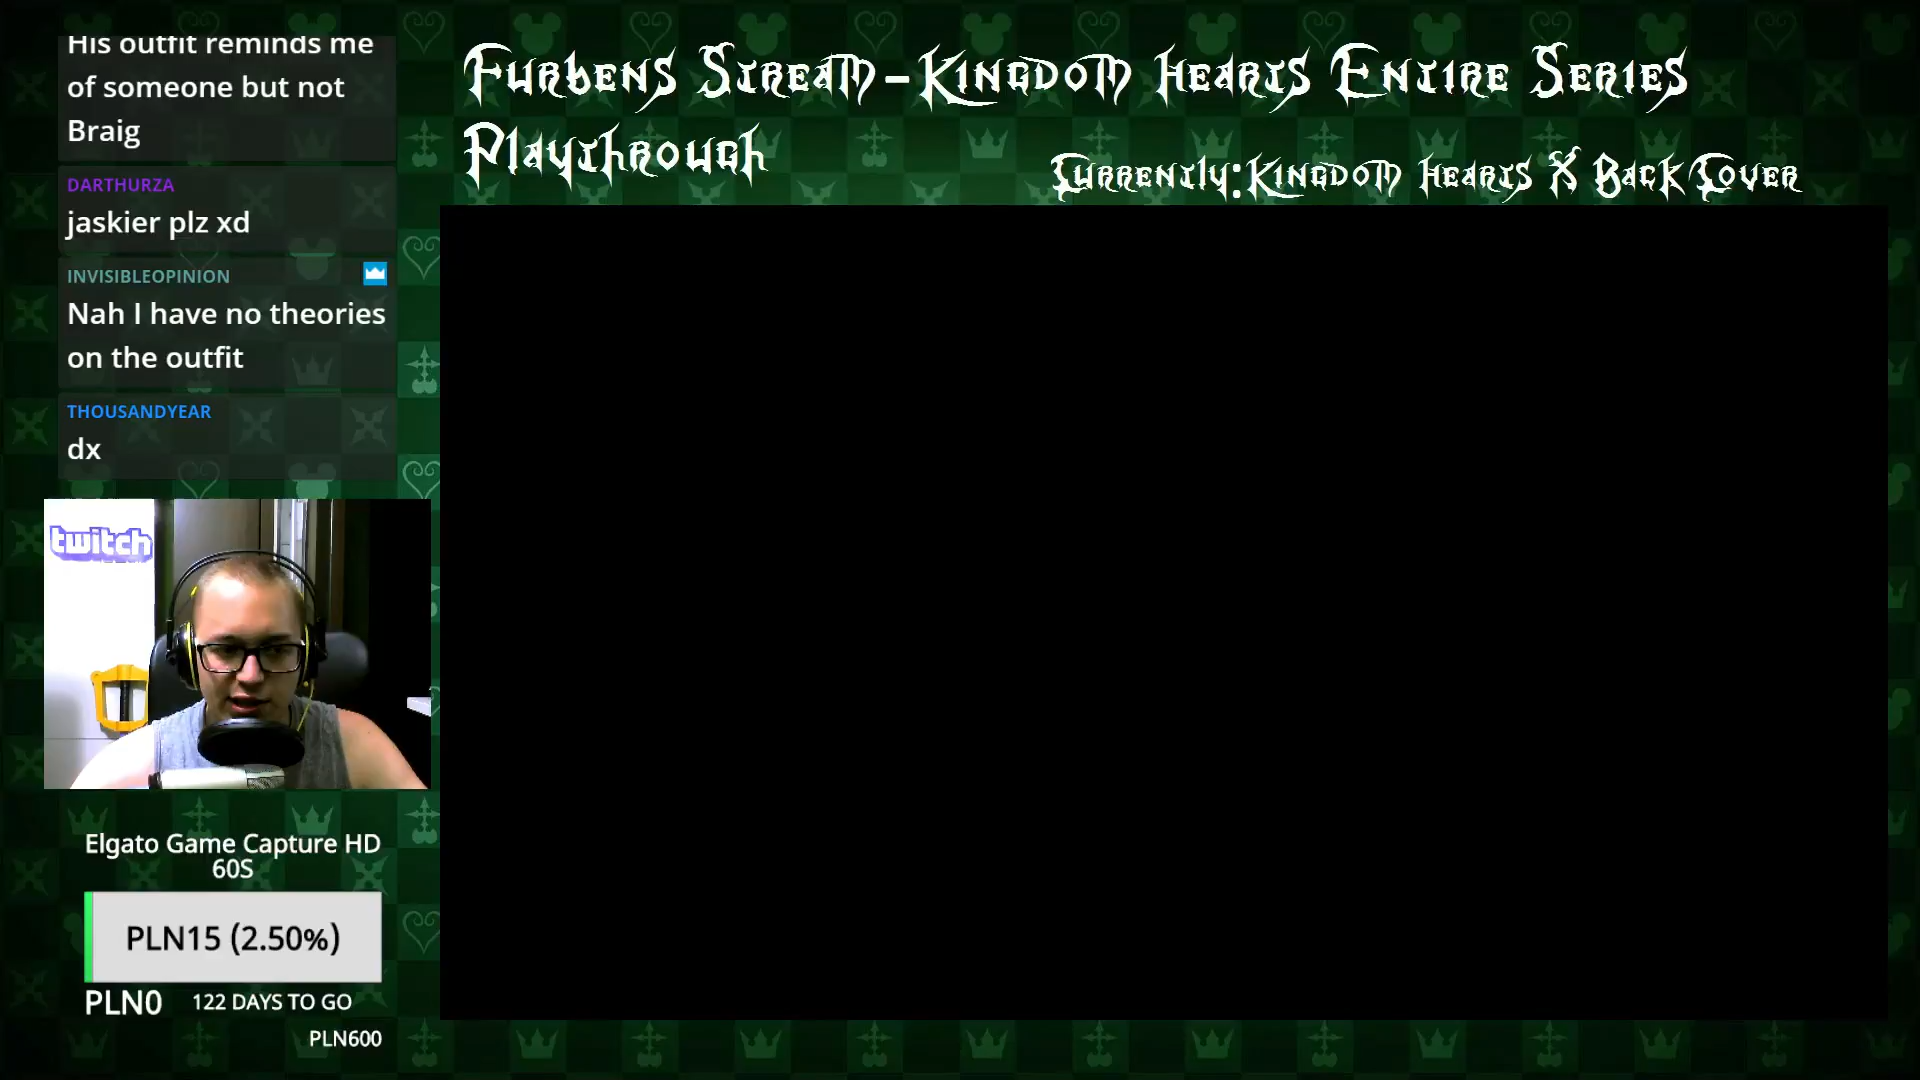 His outfit reminds me
of someone but not
Braig
DARTHURZA
jaskier plz xd
INVISIBLEOPINION
Nah I have no theories
on the outfit
THOUSANDYEAR
dx
Furbens Stream-Kingdom Hearts Entire Series
Playthrough
Currently:Kingdom Hearts X Back Cover
twitch
Elgato Game Capture HD
60S
PLN15 (2.50%)
PLN0 122 DAYS TO GO
PLN600